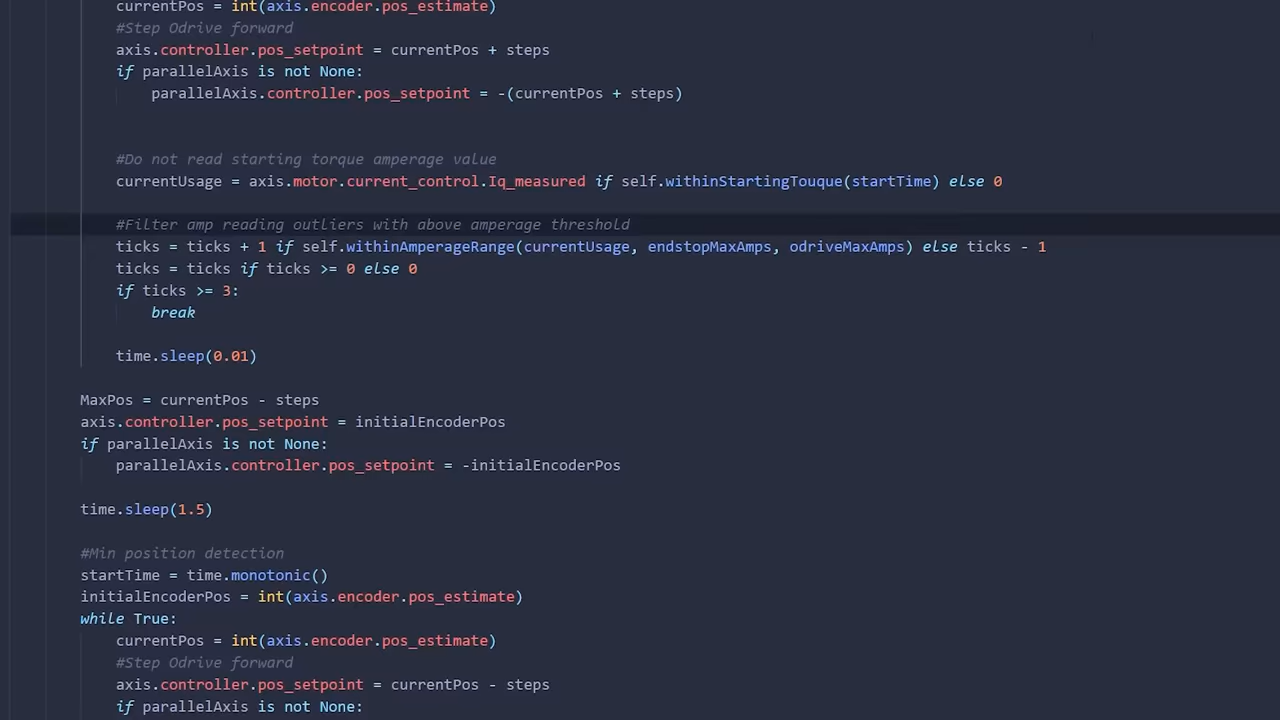 currentPos = int(axis.encoder.pos_estimate)
#Step Odrive forward
axis.controller.pos_setpoint = currentPos + steps
if parallelAxis is not None:
parallelAxis.controller.pos_setpoint = -(currentPos + steps)
#Do not read starting torque amperage value
currentUsage = axis.motor.current_control.Iq_measured if self.withinStartingTouque(startTime) else 0
#Filter amp reading outliers with above amperage threshold
ticks = ticks + 1 if self.withinAmperageRange(currentUsage, endstopMaxAmps, odriveMaxAmps) else ticks - 1
ticks = ticks if ticks >= 0 else 0
if ticks >= 3:
break
time.sleep(0.01)
MaxPos = currentPos - steps
axis.controller.pos_setpoint = initialEncoderPos
if parallelAxis is not None:
parallelAxis.controller.pos_setpoint = -initialEncoderPos
time.sleep(1.5)
#Min position detection
startTime = time.monotonic()
initialEncoderPos = int(axis.encoder.pos_estimate)
while True:
currentPos = int(axis.encoder.pos_estimate)
#Step Odrive forward
axis.controller.pos_setpoint = currentPos - steps
if parallelAxis is not None: